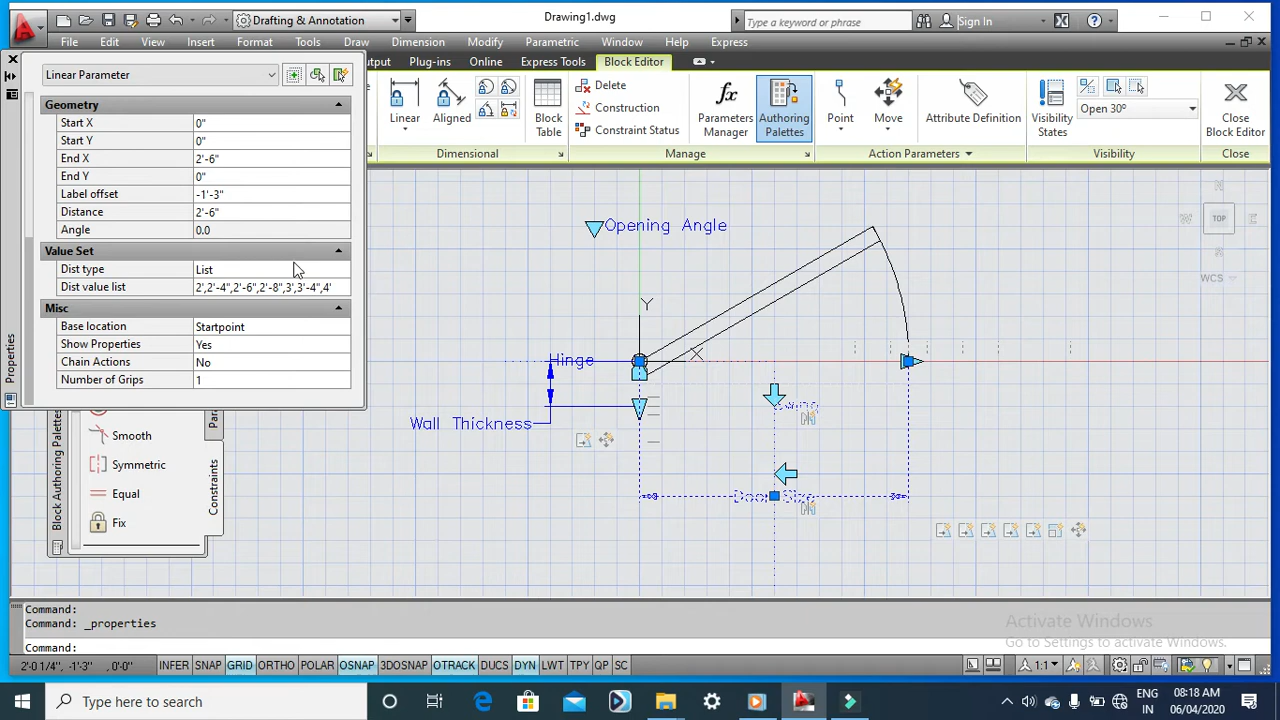 Drafting & Annotation
Drawing1.dwg
Type a keyword or phrase
Sign In
File Edit View Insert Format Tools Draw Dimension Modify Parametric Window Help Express
Output Plug-ins Online Express Tools Block Editor
Linear Parameter
Geometry
Start X 0"
Start Y 0"
End X 2'-6"
End Y 0"
Label offset -1'-3"
Distance 2'-6"
Angle 0.0
Value Set
Dist type List
Dist value list 2',2'-4",2'-6",2'-8",3',3'-4",4'
Misc
Base location Startpoint
Show Properties Yes
Chain Actions No
Number of Grips 1
Properties
Linear
Aligned
Block Table
Delete
Construction
Constraint Status
Parameters Manager
Authoring Palettes
Point
Move
Attribute Definition
Visibility States
Open 30º
Close Block Editor
Dimensional
Manage
Action Parameters
Visibility
Close
Opening Angle
Y
X
Hinge
Wall Thickness
Swing
Door Size
N
W
TOP
E
S
WCS
Smooth
Symmetric
Equal
Fix
Block Authoring Palettes
Constraints
Command:
Command: _properties
Command:
Activate Windows
Go to Settings to activate Windows.
2'-0 1/4", -1'-3" , 0'-0"
INFER SNAP GRID ORTHO POLAR OSNAP 3DOSNAP OTRACK DUCS DYN LWT TPY QP SC
1:1
Type here to search
ENG
IN
08:18 AM
06/04/2020